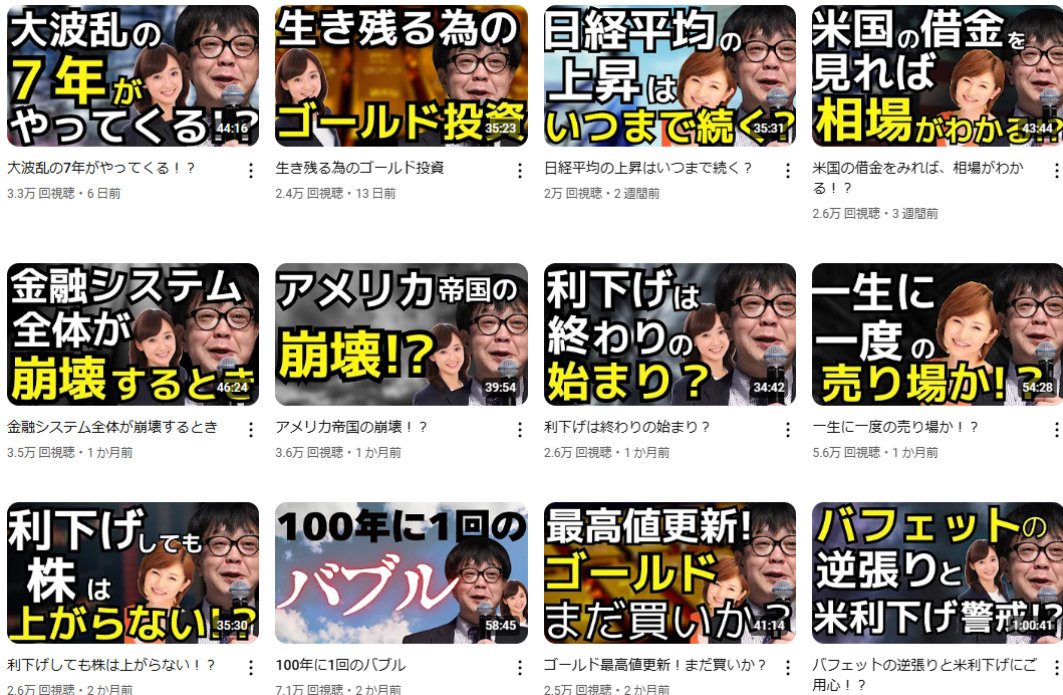 大波乱の
7年が
やってくる!?
44:16
大波乱の7年がやってくる！？
3.3万 回視聴・6 日前
生き残る為の
ゴールド投資
35:23
生き残る為のゴールド投資
2.4万 回視聴・13 日前
日経平均の
上昇は
いつまで続く?
35:31
日経平均の上昇はいつまで続く？
2万 回視聴・2 週間前
米国の借金を
見れば
相場がわかる!?
43:44
米国の借金をみれば、相場がわか
る！？
2.6万 回視聴・3 週間前
金融システム
全体が
崩壊するとき
46:24
金融システム全体が崩壊するとき
3.5万 回視聴・1 か月前
アメリカ帝国の
崩壊!?
39:54
アメリカ帝国の崩壊！？
3.6万 回視聴・1 か月前
利下げは
終わりの
始まり？
34:42
利下げは終わりの始まり？
2.6万 回視聴・1 か月前
一生に
一度の
売り場か!?
54:28
一生に一度の売り場か！？
5.6万 回視聴・1 か月前
利下げしても
株は
上がらない!?
35:30
利下げしても株は上がらない！？
2.6万 回視聴・2 か月前
100年に1回の
バブル
58:45
100年に1回のバブル
7.1万 回視聴・2 か月前
最高値更新!
ゴールド
まだ買いか?
41:14
ゴールド最高値更新！まだ買いか？
2.5万 回視聴・2 か月前
バフェットの
逆張りと
米利下げ警戒!?
1:00:41
バフェットの逆張りと米利下げにご
用心！？